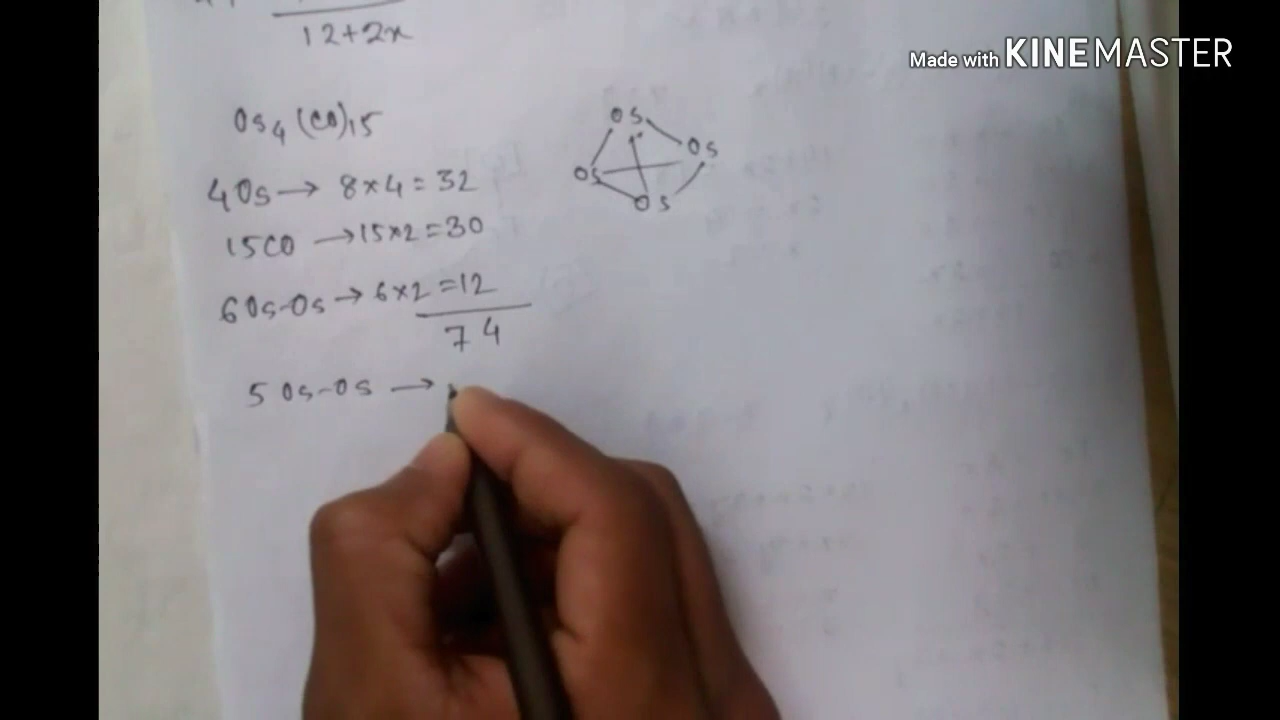 12+2x
Made with KINEMASTER
Os4 (CO)15
Os
Os
Os
Os
4Os → 8×4=32
15CO →15×2=30
6Os-Os → 6×2=12
74
5 Os-Os →